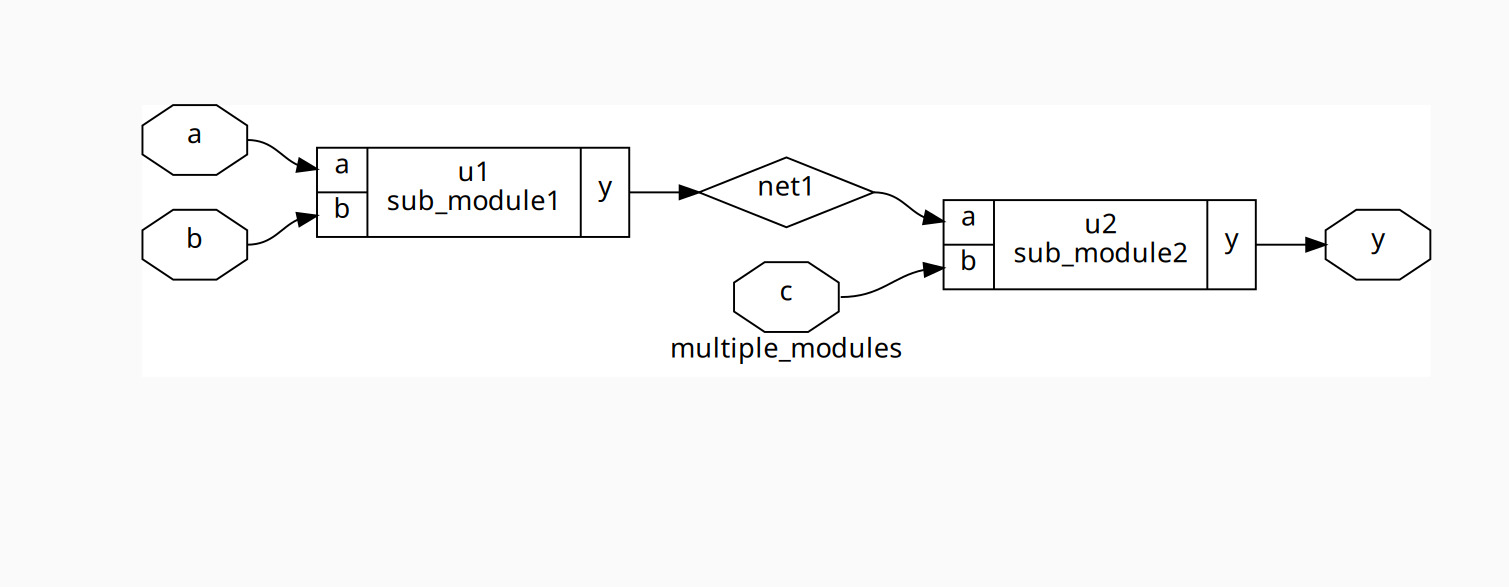 a
b
a
b
u1
sub_module1
y
net1
c
a
b
u2
sub_module2
y
y
multiple_modules